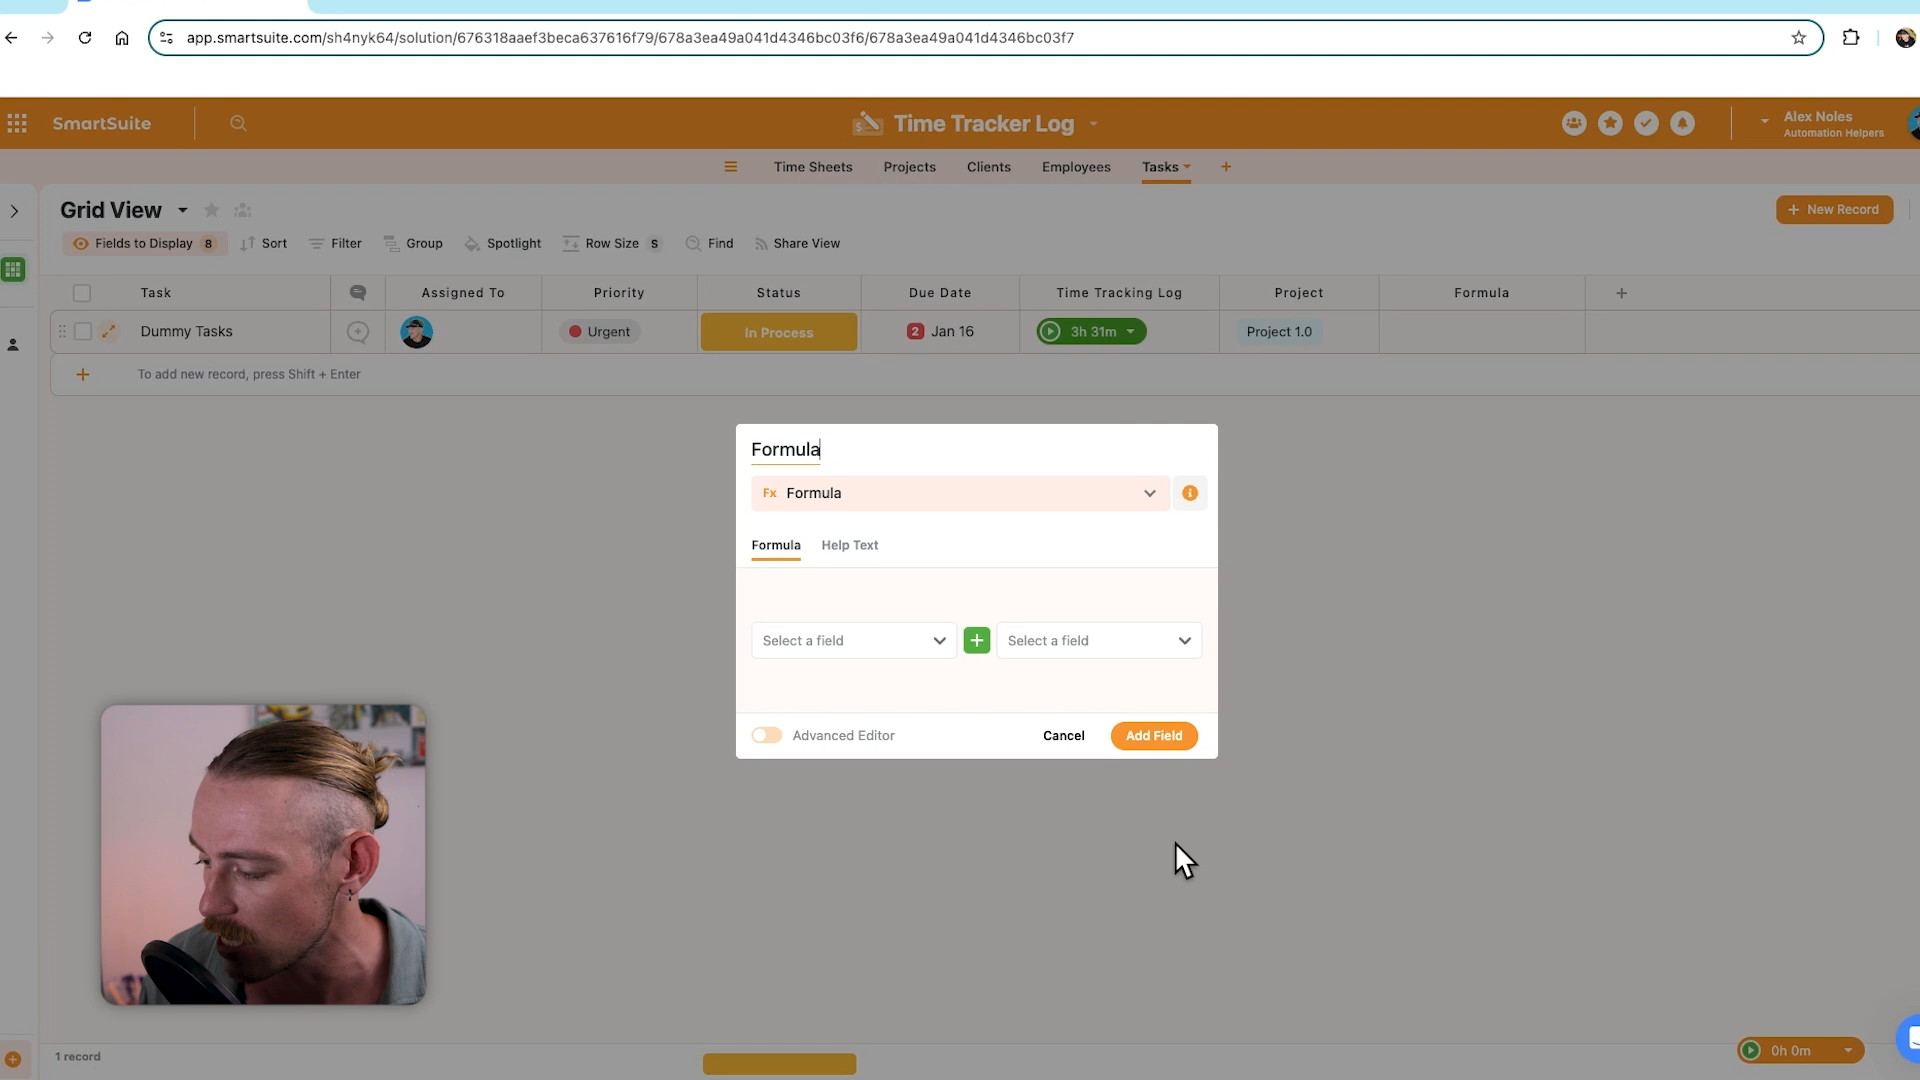 app.smartsuite.com/sh4nyk64/solution/676318aaef3beca637616f79/678a3ea49a041d4346bc03f6/678a3ea49a041d4346bc03f7
SmartSuite
Time Tracker Log
Alex Noles
Automation Helpers
Time Sheets
Projects
Clients
Employees
Tasks
Grid View
New Record
Fields to Display 8
Sort
Filter
Group
Spotlight
Row Size S
Find
Share View
Task
Assigned To
Priority
Status
Due Date
Time Tracking Log
Project
Formula
Dummy Tasks
Urgent
In Process
2 Jan 16
3h 31m
Project 1.0
To add new record, press Shift + Enter
Formula
Fx Formula
Formula
Help Text
Select a field
Select a field
Advanced Editor
Cancel
Add Field
1 record
0h 0m